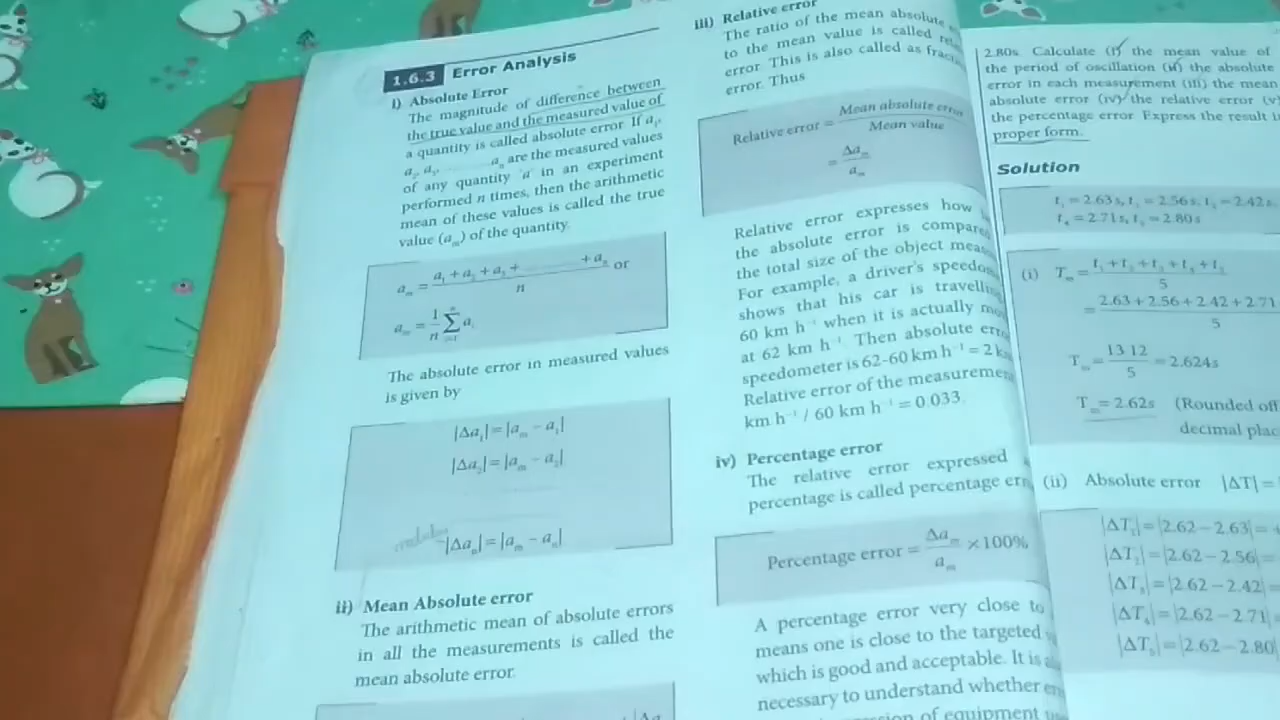 1.6.3 Error Analysis
i) Absolute Error
The magnitude of difference between
the true value and the measured value of
a quantity is called absolute error. If a₁,
a₂, a₃, .......... aₙ are the measured values
of any quantity 'a' in an experiment
performed n times, then the arithmetic
mean of these values is called the true
value (aₘ) of the quantity.
aₘ = (a₁ + a₂ + a₃ + .......... + aₙ) / n or
aₘ = 1/n Σ aᵢ
The absolute error in measured values
is given by
|Δa₁| = |aₘ − a₁|
|Δa₂| = |aₘ − a₂|
|Δaₙ| = |aₘ − aₙ|
ii) Mean Absolute error
The arithmetic mean of absolute errors
in all the measurements is called the
mean absolute error.
iii) Relative error
The ratio of the mean absolute
to the mean value is called
error. This is also called as
error. Thus
Relative error = Mean absolute error / Mean value
= Δaₘ / aₘ
Relative error expresses how
the absolute error is
the total size of the object
For example, a driver's
shows that his car is
60 km h⁻¹ when it is actually
at 62 km h⁻¹. Then absolute
speedometer is 62-60 km h⁻¹ = 2
Relative error of the
km h⁻¹ / 60 km h⁻¹ = 0.033.
iv) Percentage error
The relative error expressed
percentage is called percentage
Percentage error = Δaₘ / aₘ × 100%
A percentage error very close to
means one is close to the targeted
which is good and acceptable. It is
necessary to understand whether
of equipment
2.80s. Calculate (i) the mean value of
the period of oscillation (ii) the absolute
error in each measurement (iii) the mean
absolute error (iv) the relative error (v)
the percentage error. Express the result in
proper form.
Solution
t₁ = 2.63s, t₂ = 2.56s, t₃ = 2.42s,
t₄ = 2.71s, t₅ = 2.80s
(i) Tₘ = (t₁ + t₂ + t₃ + t₄ + t₅) / 5
= 2.63 + 2.56 + 2.42 + 2.71 / 5
Tₘ = 13.12 / 5 = 2.624s
Tₘ = 2.62s (Rounded off
decimal
(ii) Absolute error |ΔT| =
|ΔT₁| = |2.62 − 2.63| = +
|ΔT₂| = |2.62 − 2.56| =
|ΔT₃| = |2.62 − 2.42| =
|ΔT₄| = |2.62 − 2.71| =
|ΔT₅| = |2.62 − 2.80|